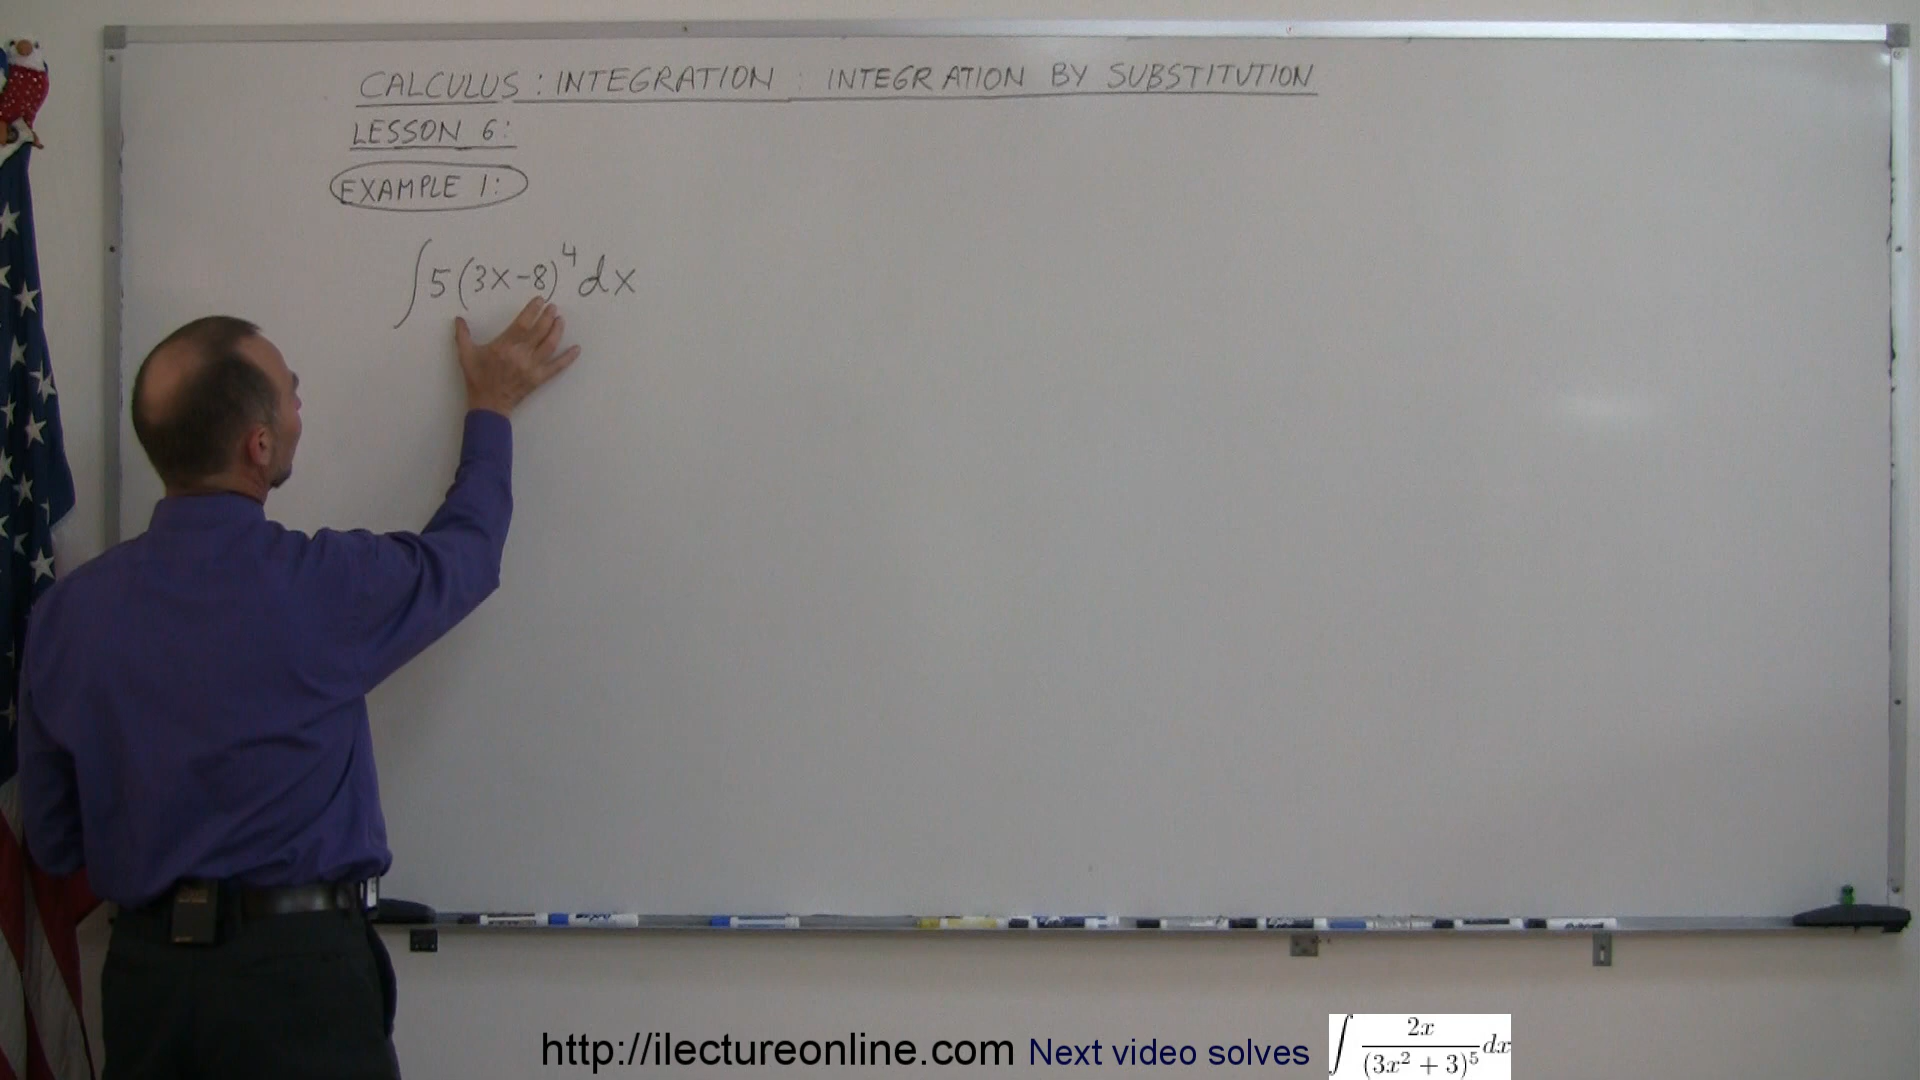 CALCULUS : INTEGRATION : INTEGRATION BY SUBSTITUTION
LESSON 6:
EXAMPLE 1:
∫5(3x-8)⁴dx
http://ilectureonline.com Next video solves ∫ 2x/(3x² + 3)⁵ dx